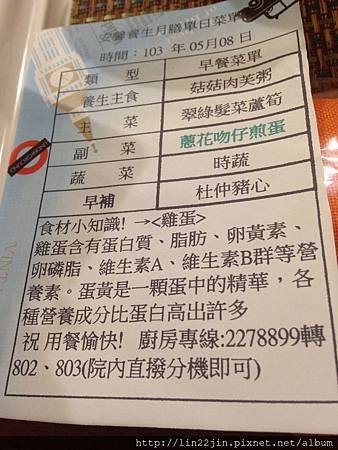 安馨養生月膳單日菜單
時間：103 年 05月 08 日
類 型 早餐菜單
養生主食 菇菇肉羙粥
主 菜 翠綠髮菜蘆筍
副 菜 蔥花吻仔煎蛋
蔬 菜 時蔬
早補 杜仲豬心
食材小知識! →<雞蛋>
雞蛋含有蛋白質、脂肪、卵黃素、
卵磷脂、維生素A、維生素B群等營
養素。蛋黃是一顆蛋中的精華，各
種營養成分比蛋白高出許多
祝 用餐愉快! 廚房專線:2278899轉
802、803(院內直撥分機即可)
UNDERGROUND
http://lin22jin.pixnet.net/album